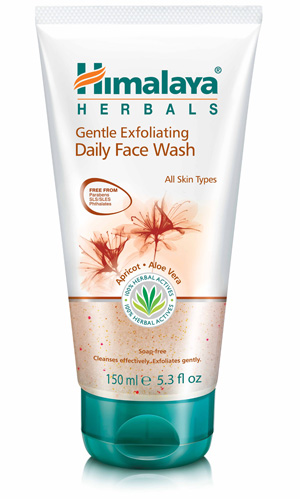 Himalaya
HERBALS
Gentle Exfoliating
Daily Face Wash
All Skin Types
FREE FROM
Parabens
SLS/SLES
Phthalates
Apricot • Aloe Vera
100% HERBAL ACTIVES
100% HERBAL ACTIVES
Soap-free
Cleanses effectively. Exfoliates gently.
150 ml e 5.3 fl oz